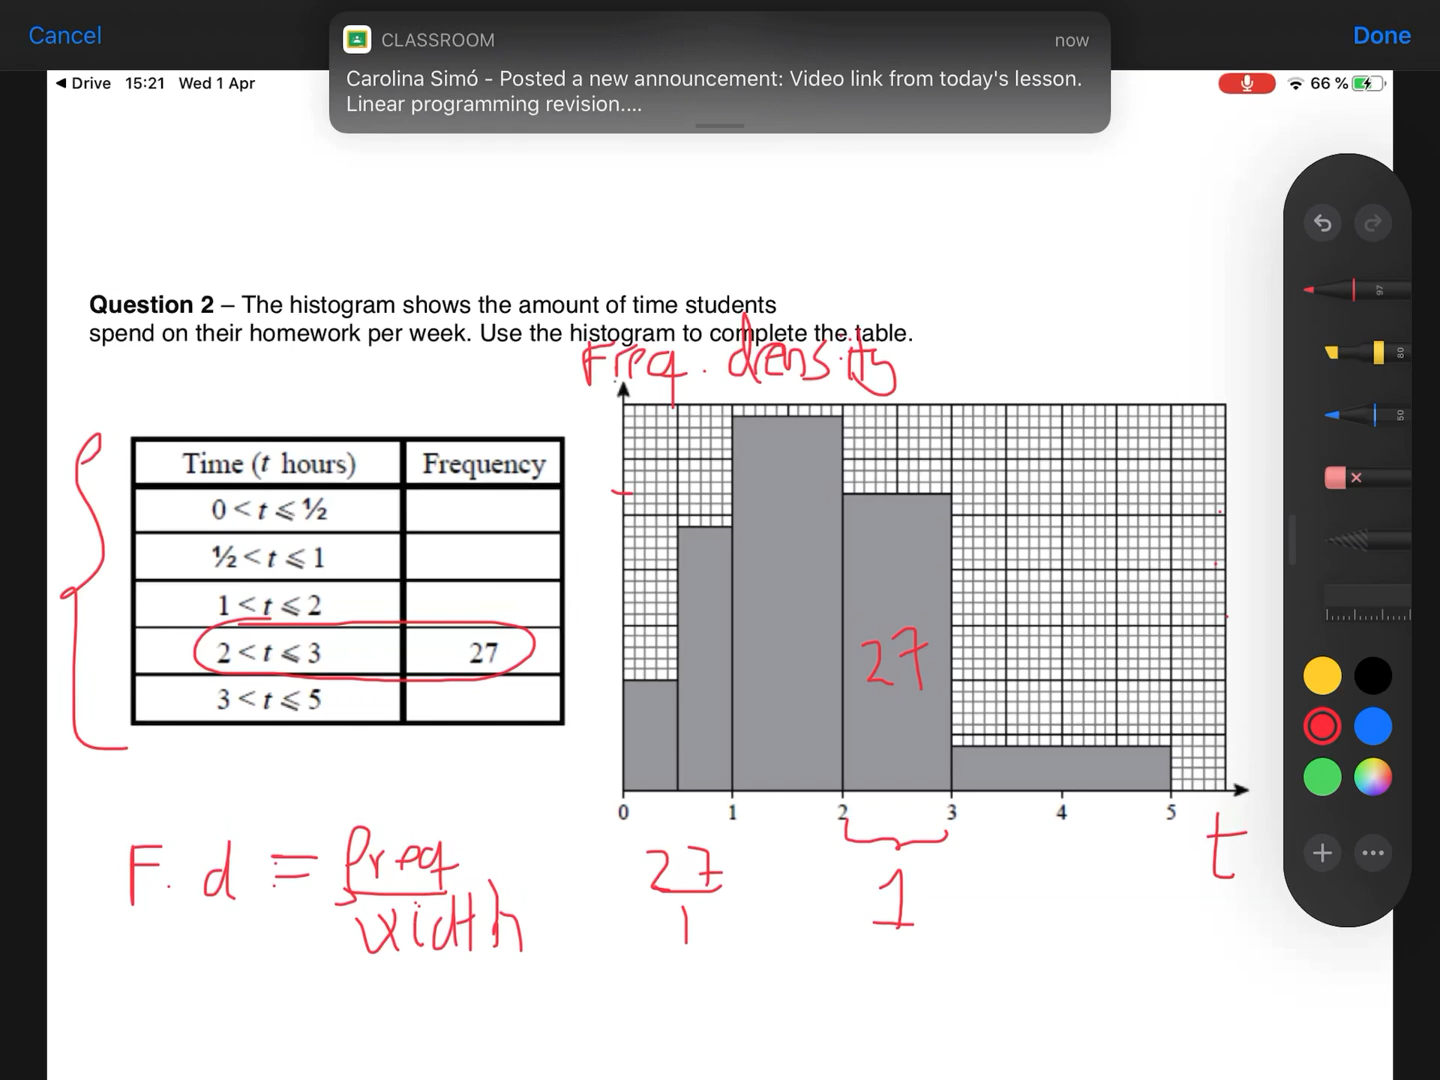 Cancel
CLASSROOM
now
Done
Carolina Simó - Posted a new announcement: Video link from today's lesson.
Linear programming revision....
Drive 15:21 Wed 1 Apr
66 %
Question 2 – The histogram shows the amount of time students
spend on their homework per week. Use the histogram to complete the table.
Freq. density
Time (t hours) Frequency
0 < t ⩽ ½
½ < t ⩽ 1
1 < t ⩽ 2
2 < t ⩽ 3 27
3 < t ⩽ 5
27
0 1 2 3 4 5
t
F.d = freq
width
27
1
1
97
80
50